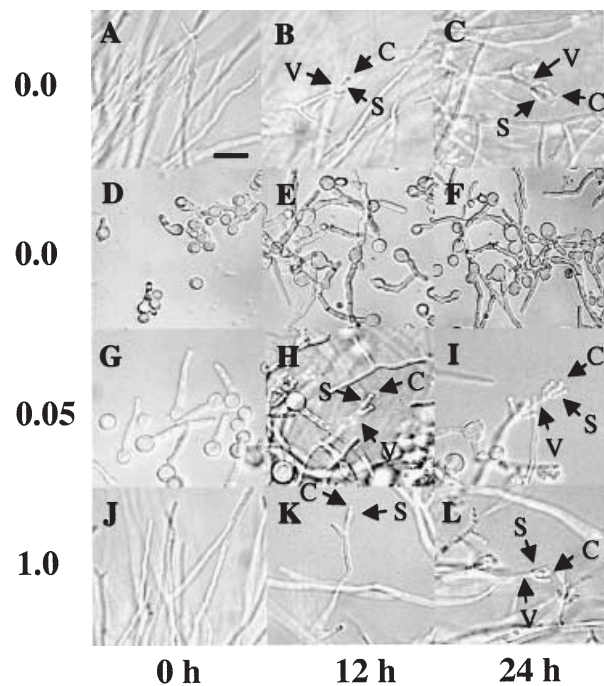 A B C
0.0
C V S
V C S
D E F
0.0
G H I
0.05
S C V
C S V
J K L
1.0
C S
S C V
0 h 12 h 24 h